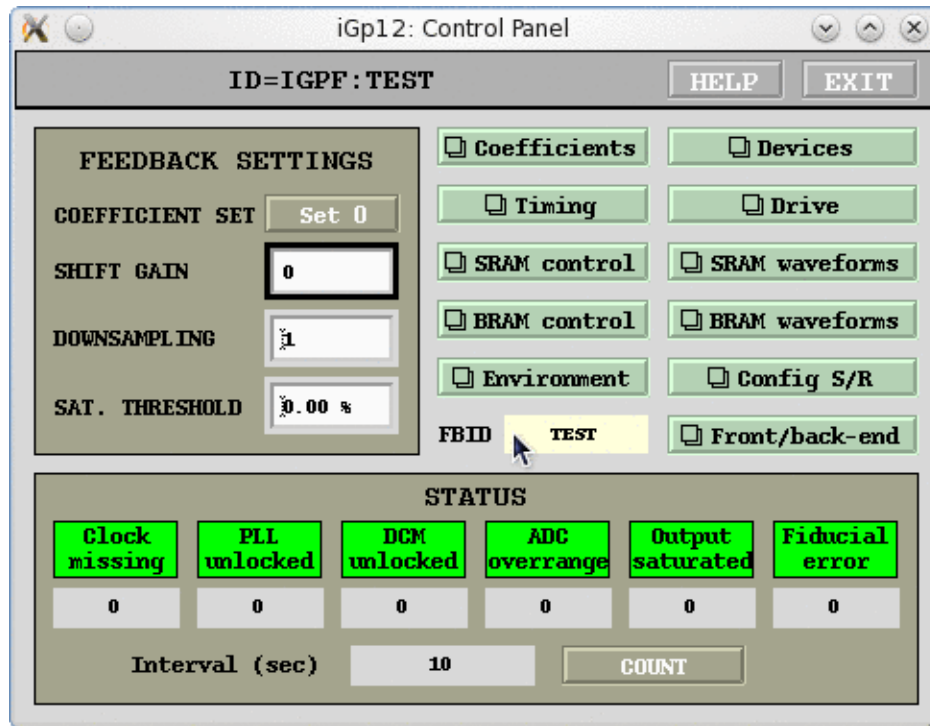 iGp12: Control Panel
ID=IGPF:TEST
HELP
EXIT
FEEDBACK SETTINGS
COEFFICIENT SET
Set 0
SHIFT GAIN
0
DOWNSAMPLING
1
SAT. THRESHOLD
0.00 %
Coefficients
Devices
Timing
Drive
SRAM control
SRAM waveforms
BRAM control
BRAM waveforms
Environment
Config S/R
FBID
TEST
Front/back-end
STATUS
Clock
missing
PLL
unlocked
DCM
unlocked
ADC
overrange
Output
saturated
Fiducial
error
0
0
0
0
0
0
Interval (sec)
10
COUNT